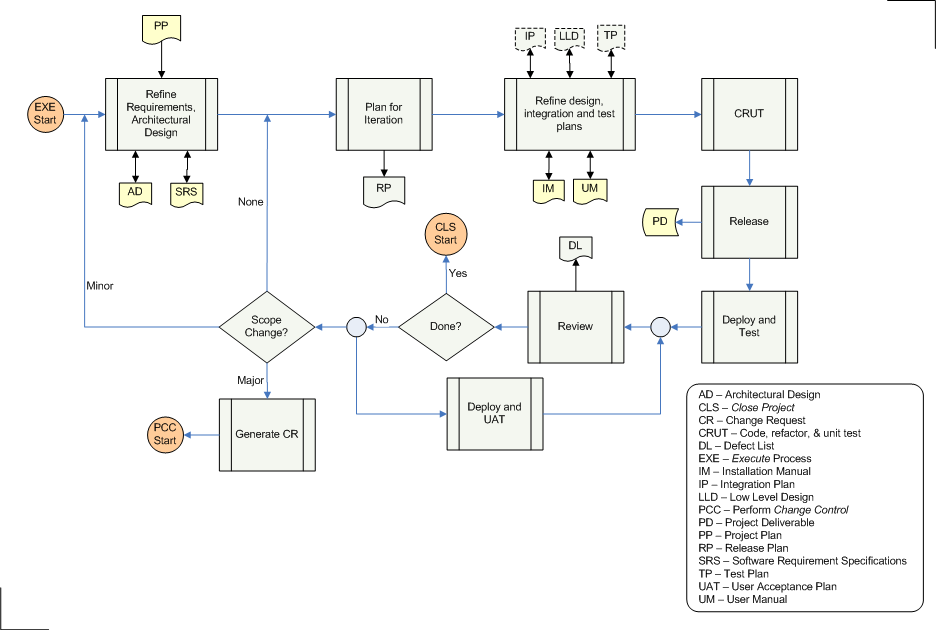 PP
IP
LLD
TP
EXE
Start
Refine
Requirements,
Architectural
Design
Plan for
Iteration
Refine design,
integration and test
plans
CRUT
AD
SRS
RP
IM
UM
None
PD
Release
CLS
Start
DL
Yes
Minor
Scope
Change?
No
Done?
Review
Deploy and
Test
Major
Deploy and
UAT
PCC
Start
Generate CR
AD – Architectural Design
CLS – Close Project
CR – Change Request
CRUT – Code, refactor, & unit test
DL – Defect List
EXE – Execute Process
IM – Installation Manual
IP – Integration Plan
LLD – Low Level Design
PCC – Perform Change Control
PD – Project Deliverable
PP – Project Plan
RP – Release Plan
SRS – Software Requirement Specifications
TP – Test Plan
UAT – User Acceptance Plan
UM – User Manual